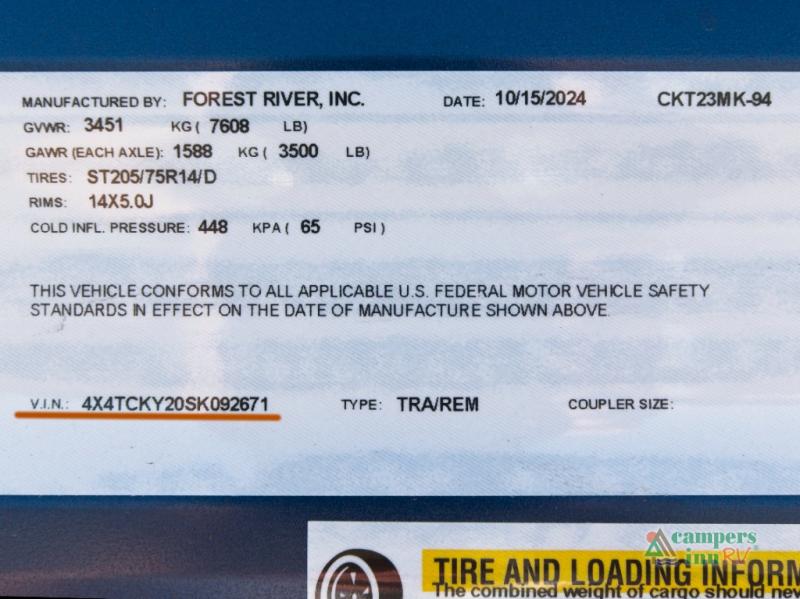 MANUFACTURED BY: FOREST RIVER, INC. DATE: 10/15/2024 CKT23MK-94
GVWR: 3451 KG ( 7608 LB)
GAWR (EACH AXLE): 1588 KG ( 3500 LB)
TIRES: ST205/75R14/D
RIMS: 14X5.0J
COLD INFL. PRESSURE: 448 KPA ( 65 PSI )
THIS VEHICLE CONFORMS TO ALL APPLICABLE U.S. FEDERAL MOTOR VEHICLE SAFETY
STANDARDS IN EFFECT ON THE DATE OF MANUFACTURE SHOWN ABOVE.
V.I.N.: 4X4TCKY20SK092671 TYPE: TRA/REM COUPLER SIZE:
campers
inn RV
TIRE AND LOADING INFORM
The combined weight of cargo should nev